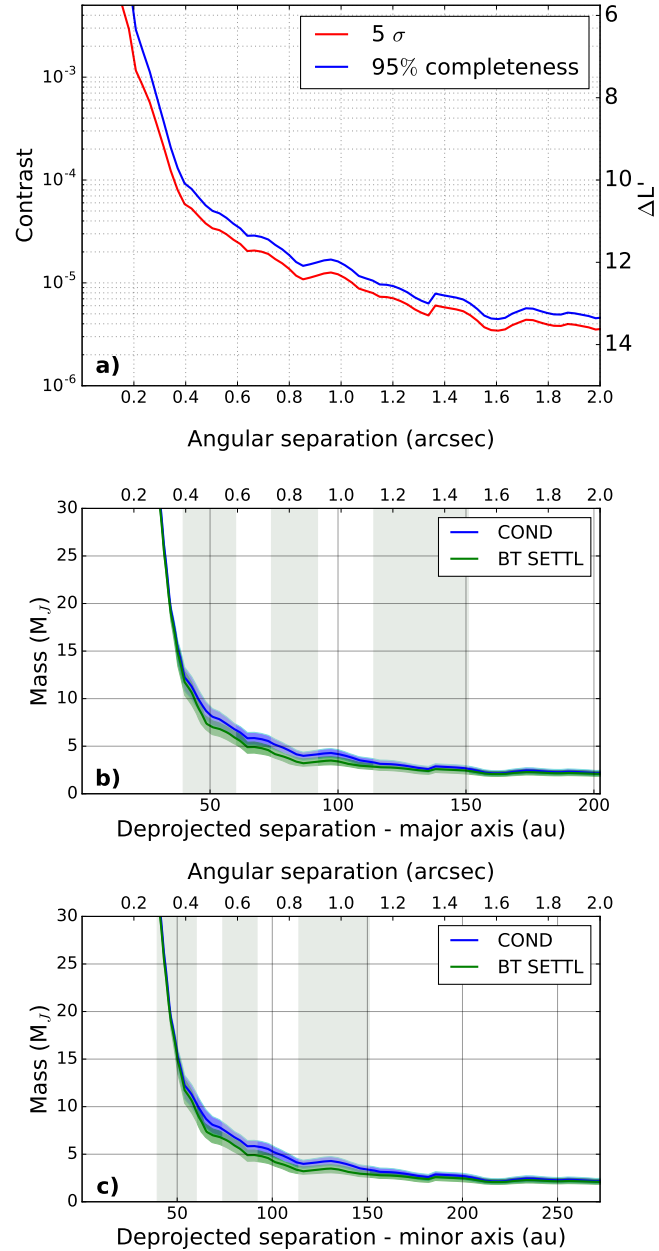 5 σ
95% completeness
Contrast
10⁻³
10⁻⁴
10⁻⁵
10⁻⁶
6
8
10
12
14
ΔL'
a)
0.2 0.4 0.6 0.8 1.0 1.2 1.4 1.6 1.8 2.0
Angular separation (arcsec)
0.2 0.4 0.6 0.8 1.0 1.2 1.4 1.6 1.8 2.0
COND
BT SETTL
Mass (M_J)
30
25
20
15
10
5
0
b)
50 100 150 200
Deprojected separation - major axis (au)
Angular separation (arcsec)
0.2 0.4 0.6 0.8 1.0 1.2 1.4 1.6 1.8 2.0
COND
BT SETTL
Mass (M_J)
30
25
20
15
10
5
0
c)
50 100 150 200 250
Deprojected separation - minor axis (au)